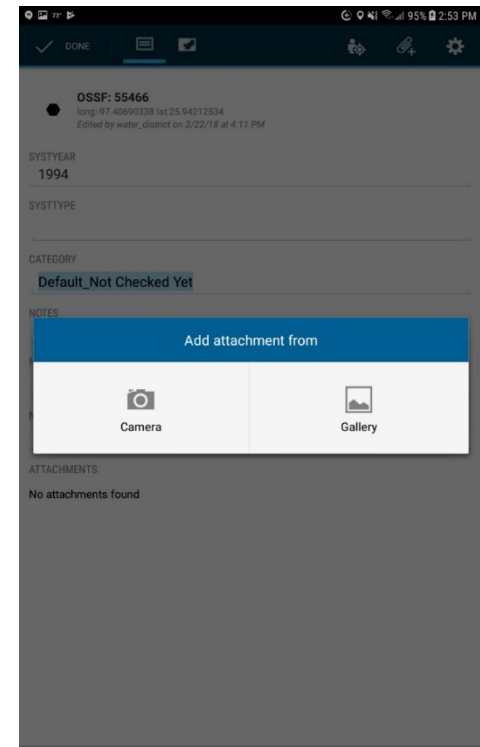 72° 95% 2:53 PM
DONE
OSSF: 55466
long:-97.40690338 lat:25.94212534
Edited by water_district on 2/22/18 at 4:11 PM
SYSTYEAR
1994
SYSTTYPE
CATEGORY
Default_Not Checked Yet
NOTES
Add attachment from
Camera Gallery
ATTACHMENTS
No attachments found